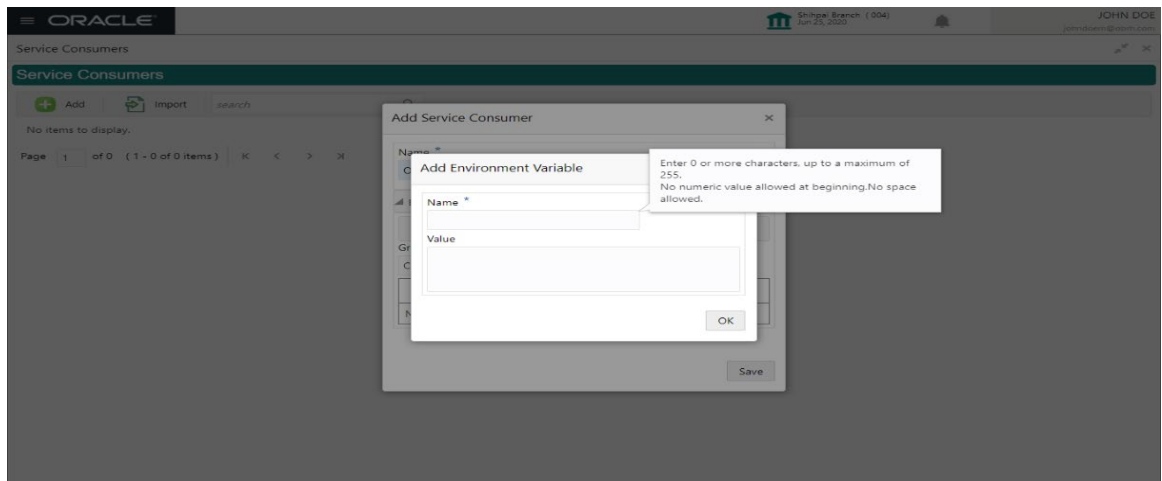 ORACLE
Shilpai Branch ( 004)
Jun 25, 2020
JOHN DOE
Service Consumers
Service Consumers
Add
Import
search
No items to display.
Page 1 of 0 ( 1 - 0 of 0 items )
Add Service Consumer
Name *
Add Environment Variable
Name *
Value
OK
Enter 0 or more characters, up to a maximum of
255.
No numeric value allowed at beginning.No space
allowed.
Save